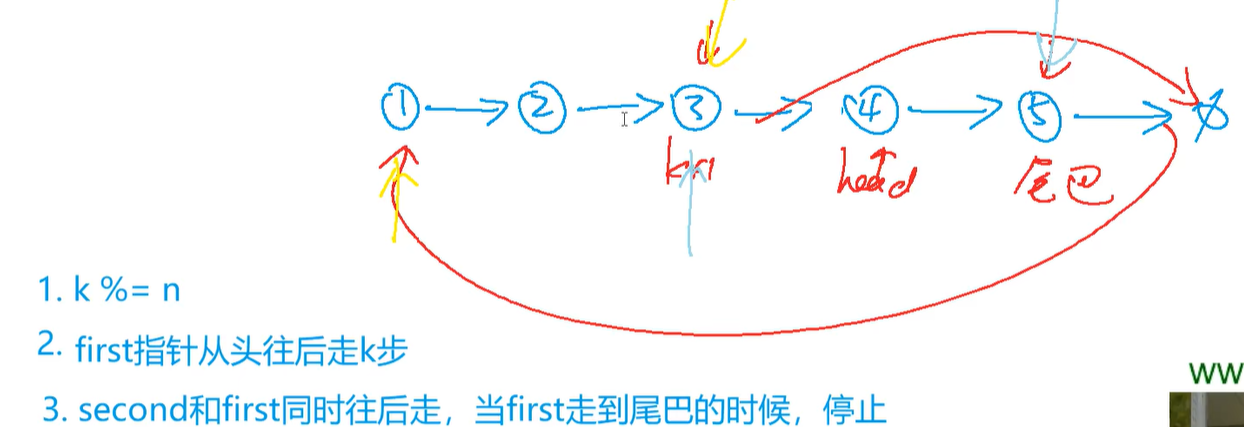 1 2 3 4 5
head 尾巴
1. k %= n
2. first指针从头往后走k步
3. second和first同时往后走，当first走到尾巴的时候，停止
WW